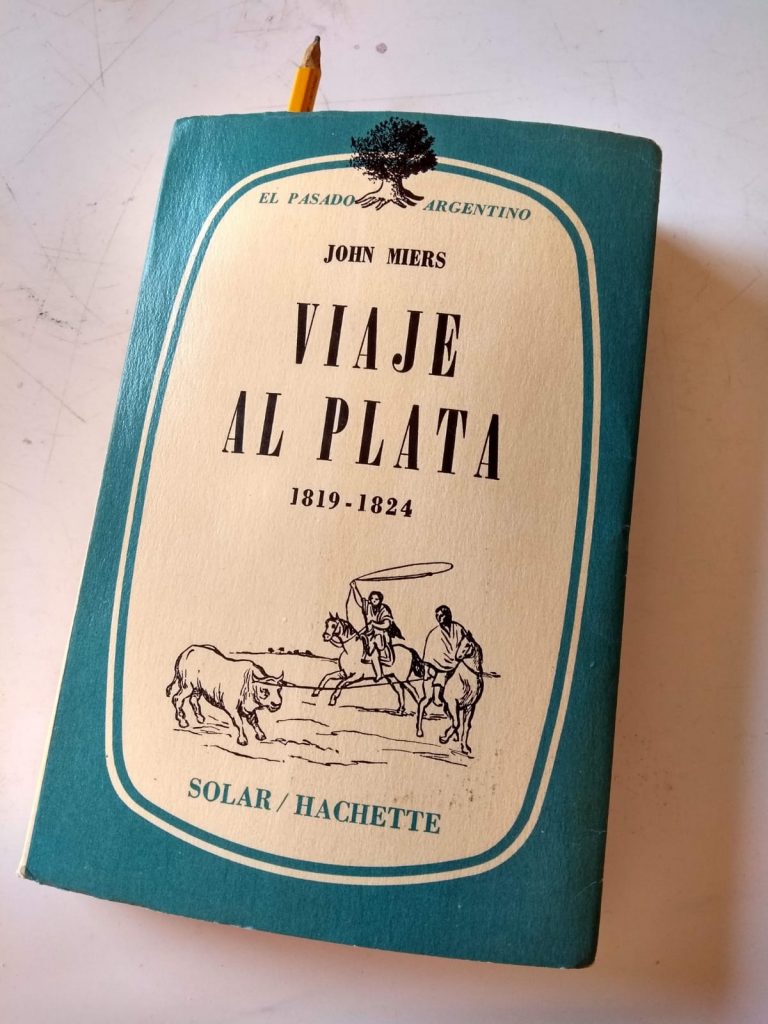 EL PASADO ARGENTINO
JOHN MIERS
VIAJE
AL PLATA
1819-1824
SOLAR / HACHETTE